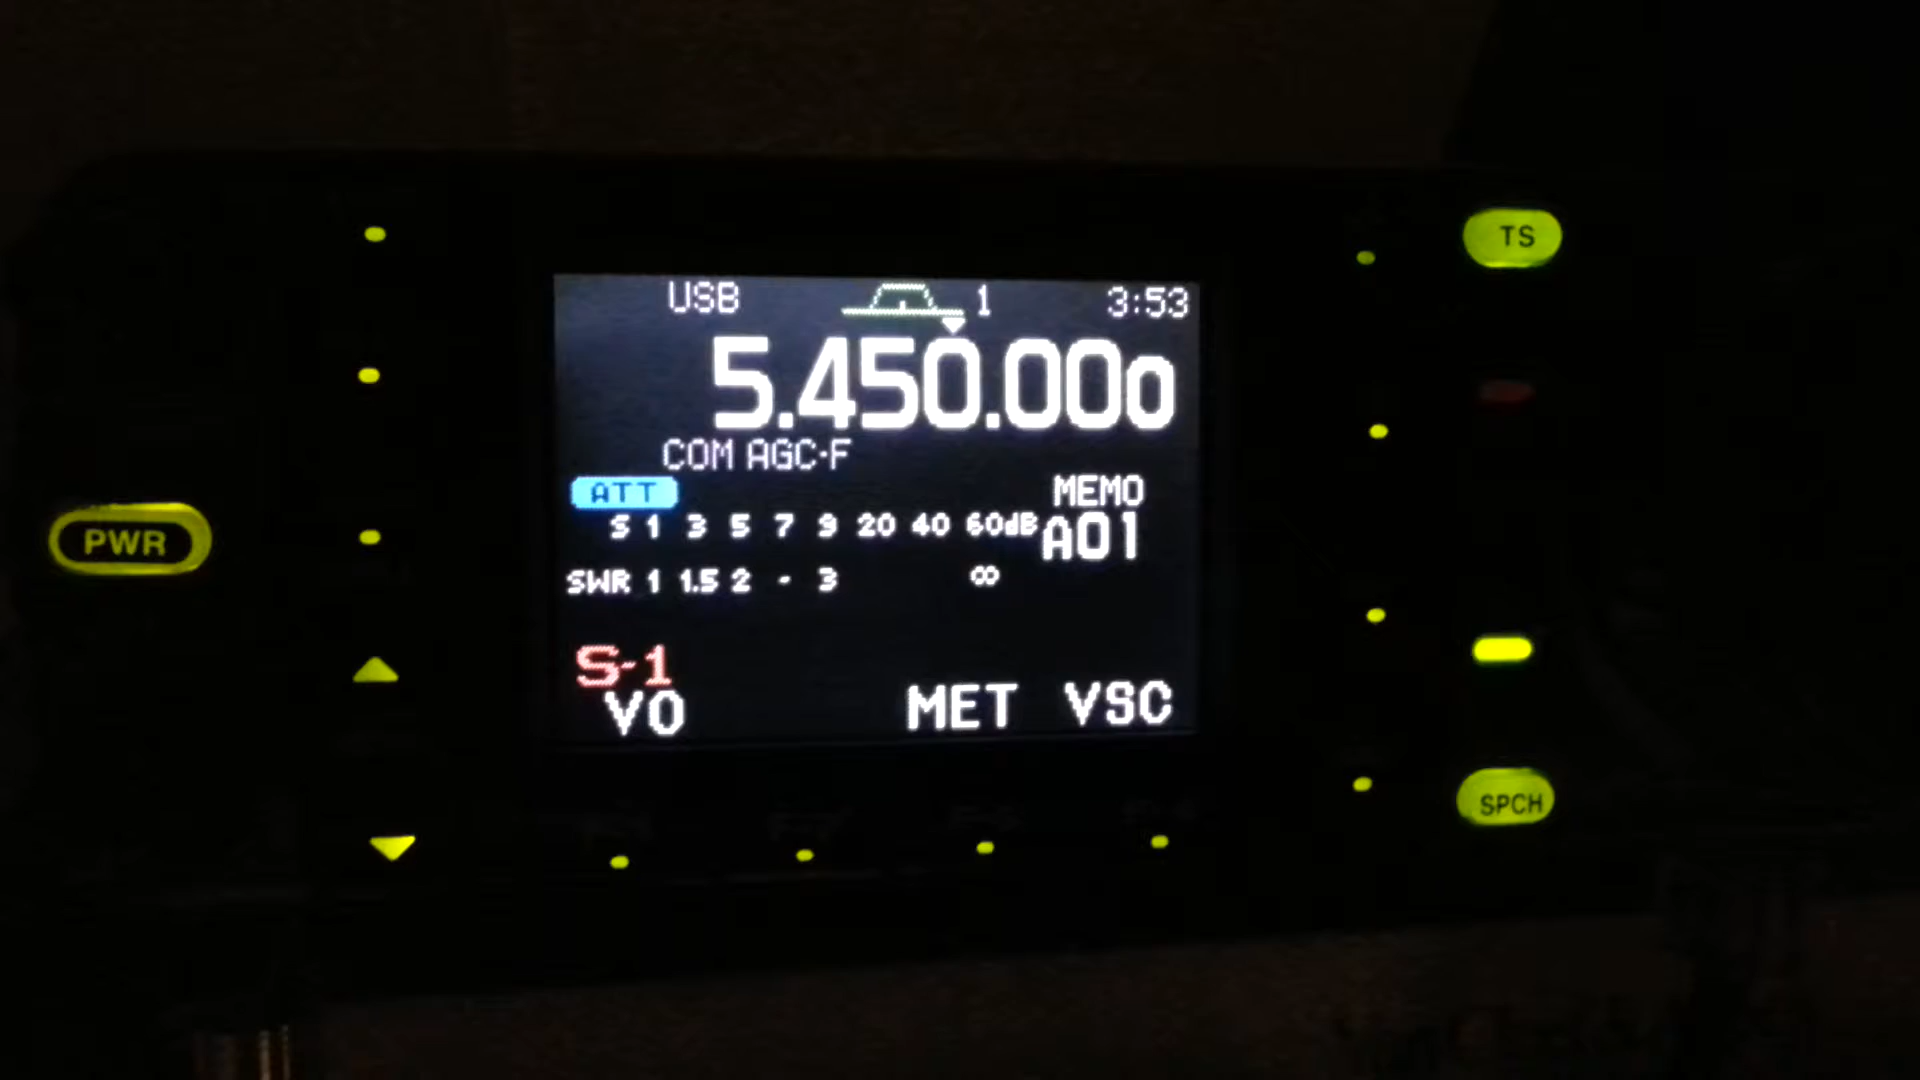 USB 1 3:53
5.450.000
COM AGC-F
ATT MEMO
S 1 3 5 7 9 20 40 60dB A01
SWR 1 1.5 2 - 3 ∞
S-1
VO MET VSC
PWR
TS
SPCH